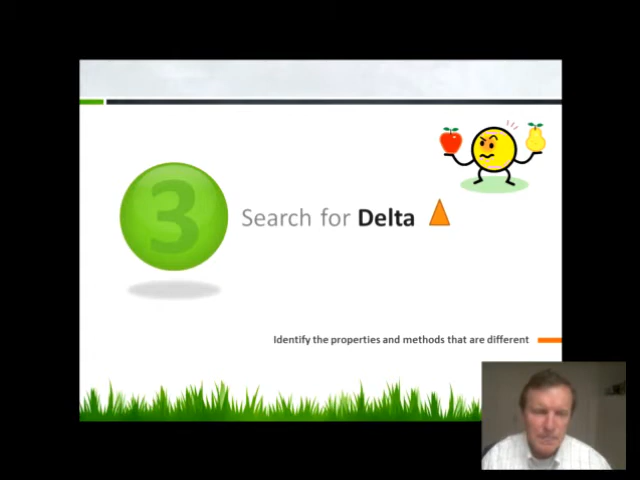 3
Search for Delta
Identify the properties and methods that are different